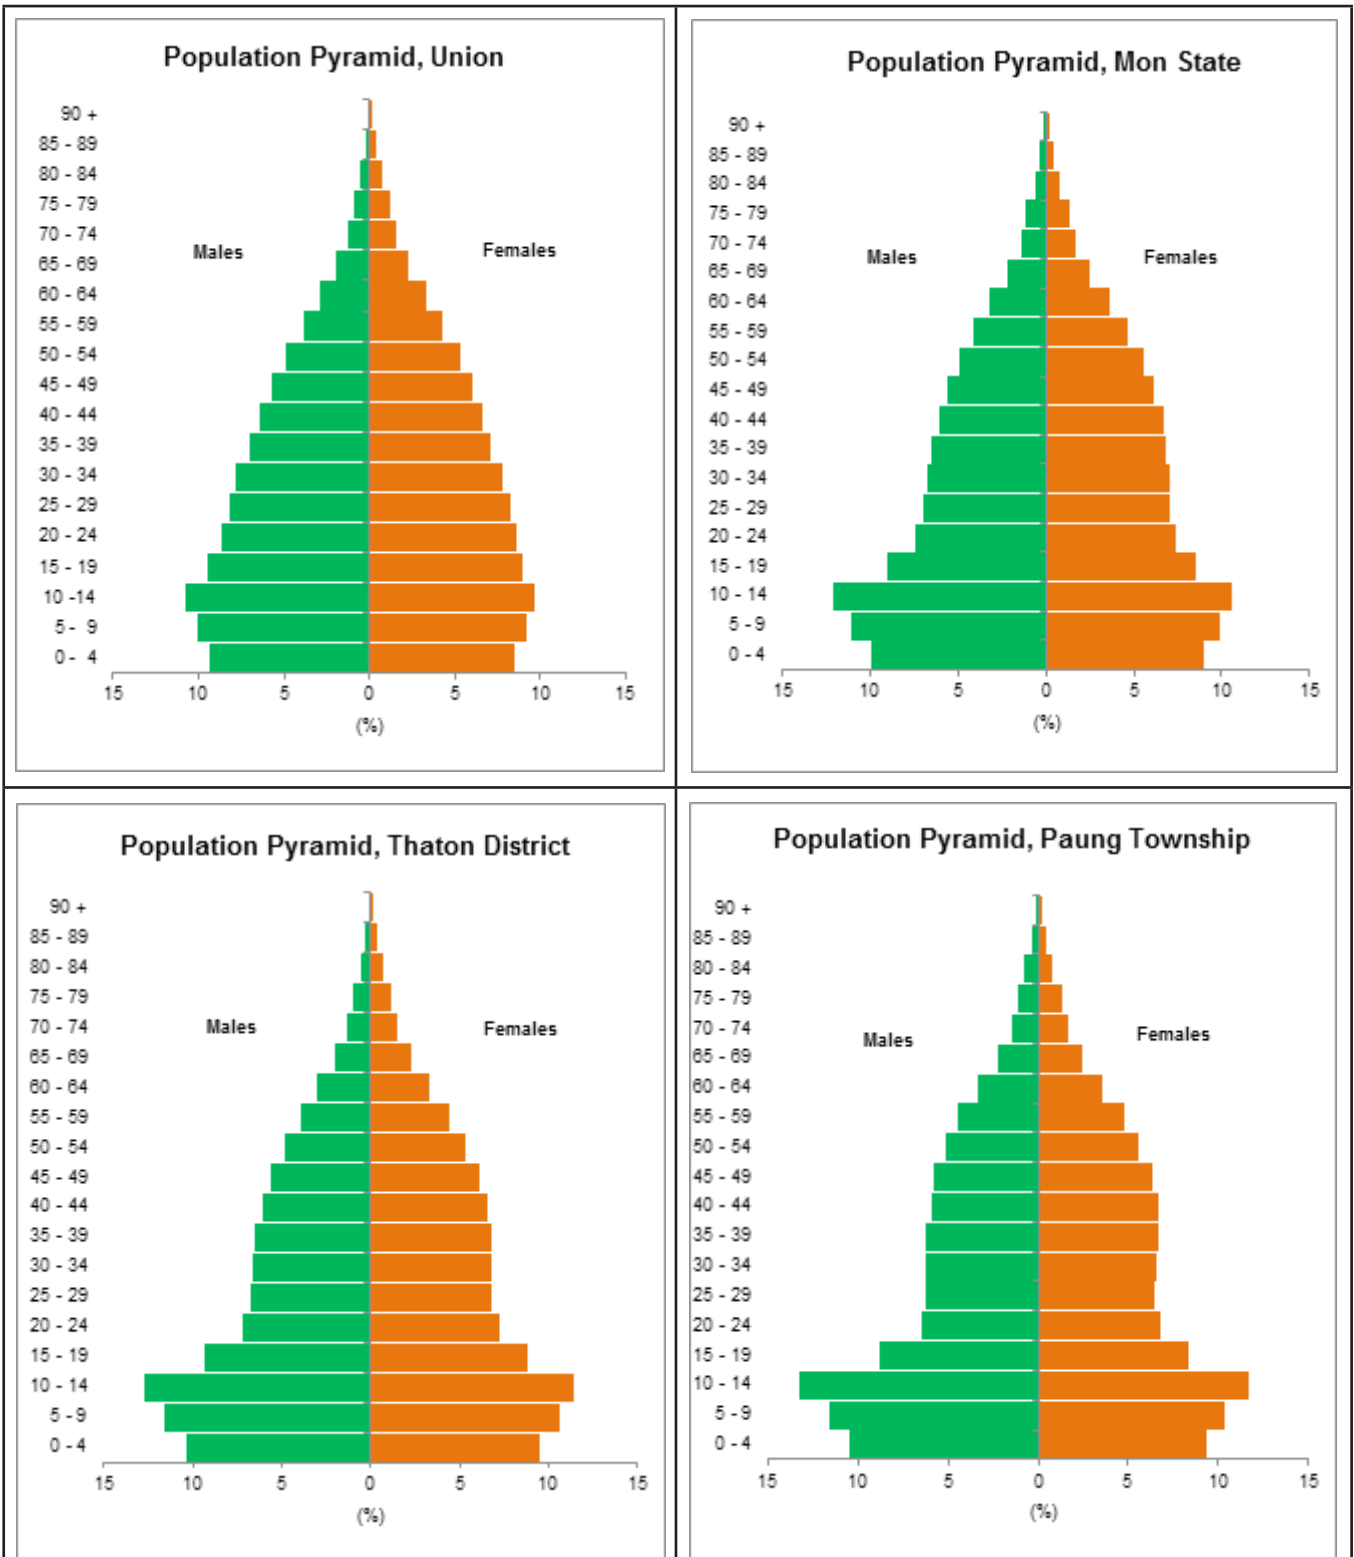 Population Pyramid, Union
90 +
85 - 89
80 - 84
75 - 79
70 - 74
65 - 69
60 - 64
55 - 59
50 - 54
45 - 49
40 - 44
35 - 39
30 - 34
25 - 29
20 - 24
15 - 19
10 -14
5 -  9
0 -  4
Males
Females
15 10 5 0 5 10 15
(%)
Population Pyramid, Mon State
90 +
85 - 89
80 - 84
75 - 79
70 - 74
65 - 69
60 - 64
55 - 59
50 - 54
45 - 49
40 - 44
35 - 39
30 - 34
25 - 29
20 - 24
15 - 19
10 - 14
5 - 9
0 - 4
Males
Females
15 10 5 0 5 10 15
(%)
Population Pyramid, Thaton District
90 +
85 - 89
80 - 84
75 - 79
70 - 74
65 - 69
60 - 64
55 - 59
50 - 54
45 - 49
40 - 44
35 - 39
30 - 34
25 - 29
20 - 24
15 - 19
10 - 14
5 - 9
0 - 4
Males
Females
15 10 5 0 5 10 15
(%)
Population Pyramid, Paung Township
90 +
85 - 89
80 - 84
75 - 79
70 - 74
65 - 69
60 - 64
55 - 59
50 - 54
45 - 49
40 - 44
35 - 39
30 - 34
25 - 29
20 - 24
15 - 19
10 - 14
5 - 9
0 - 4
Males
Females
15 10 5 0 5 10 15
(%)